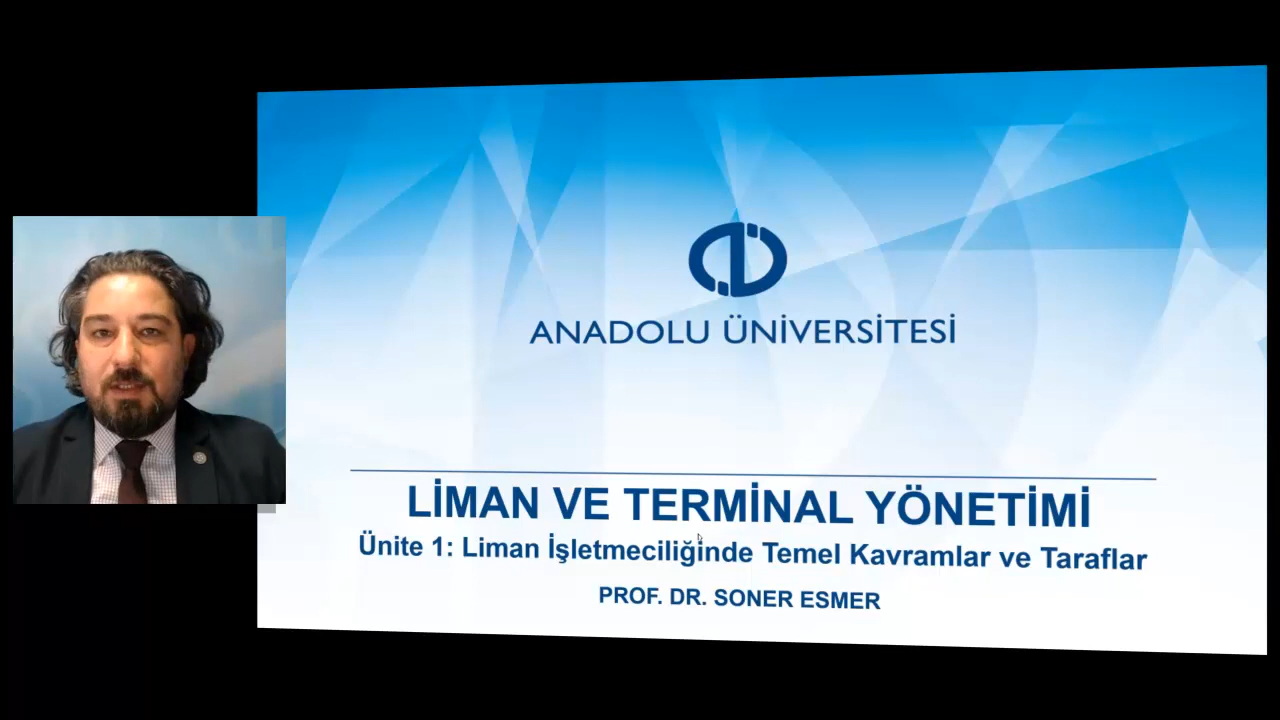 ANADOLU ÜNİVERSİTESİ
LİMAN VE TERMİNAL YÖNETİMİ
Ünite 1: Liman İşletmeciliğinde Temel Kavramlar ve Taraflar
PROF. DR. SONER ESMER